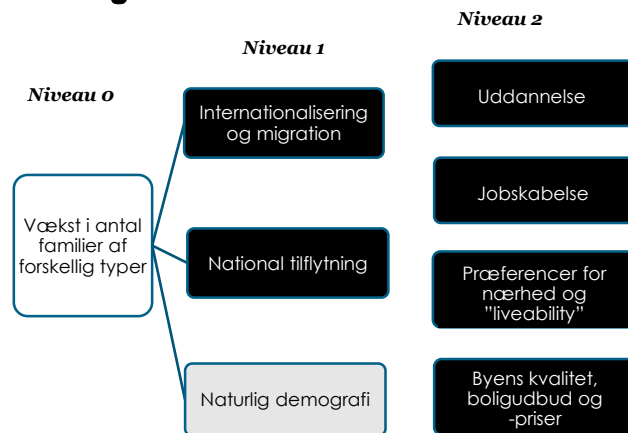 Niveau 2
Niveau 1
Niveau 0
Internationalisering
og migration
Uddannelse
Jobskabelse
Vækst i antal
familier af
forskellig typer
National tilflytning
Præferencer for
nærhed og
"liveability"
Naturlig demografi
Byens kvalitet,
boligudbud og
-priser